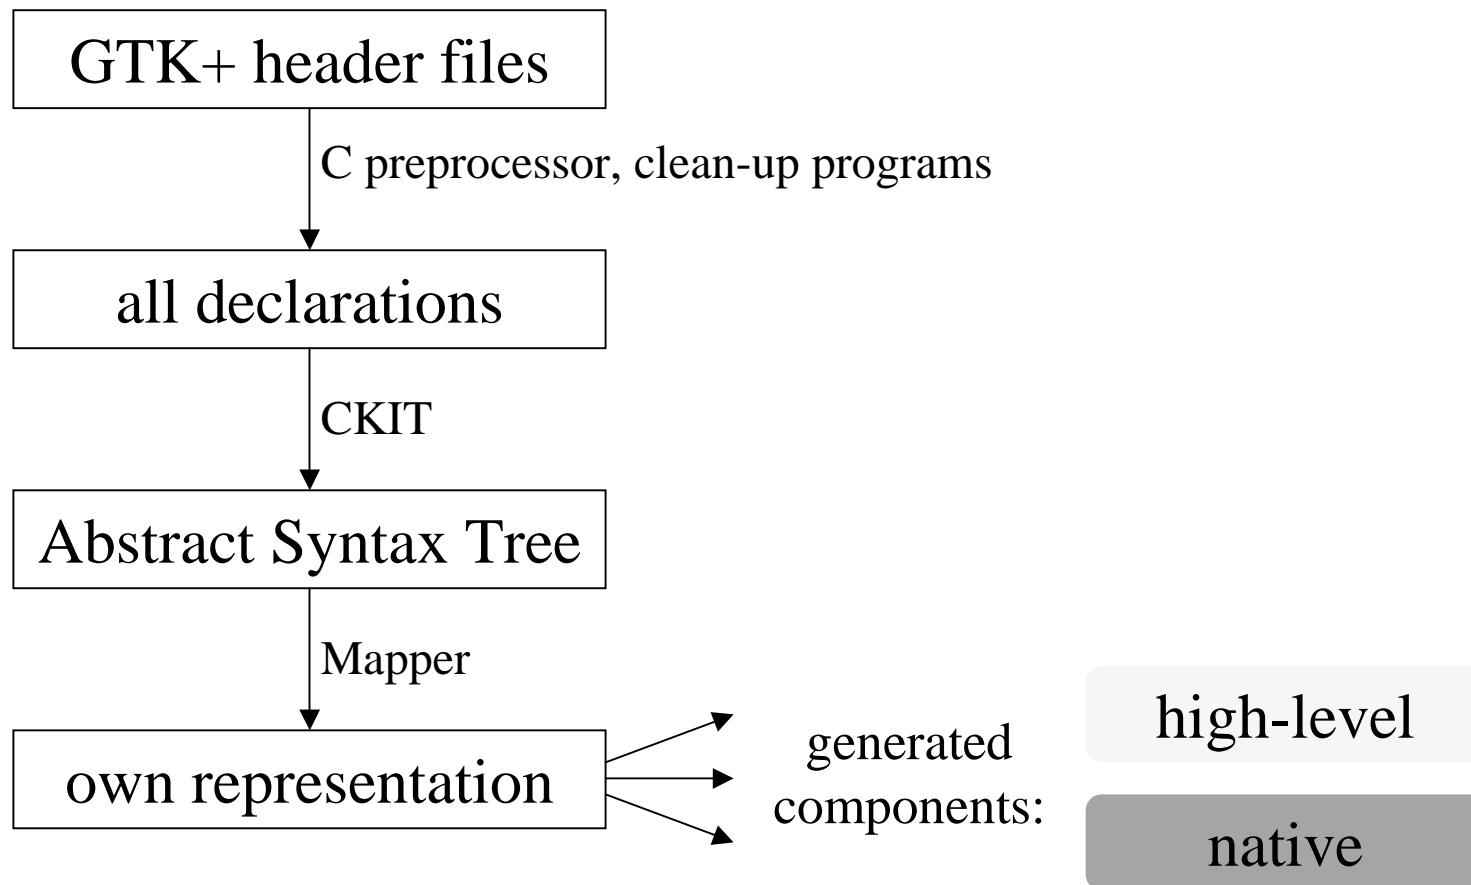 GTK+ header files
C preprocessor, clean-up programs
all declarations
CKIT
Abstract Syntax Tree
Mapper
own representation
generated
components:
high-level
native